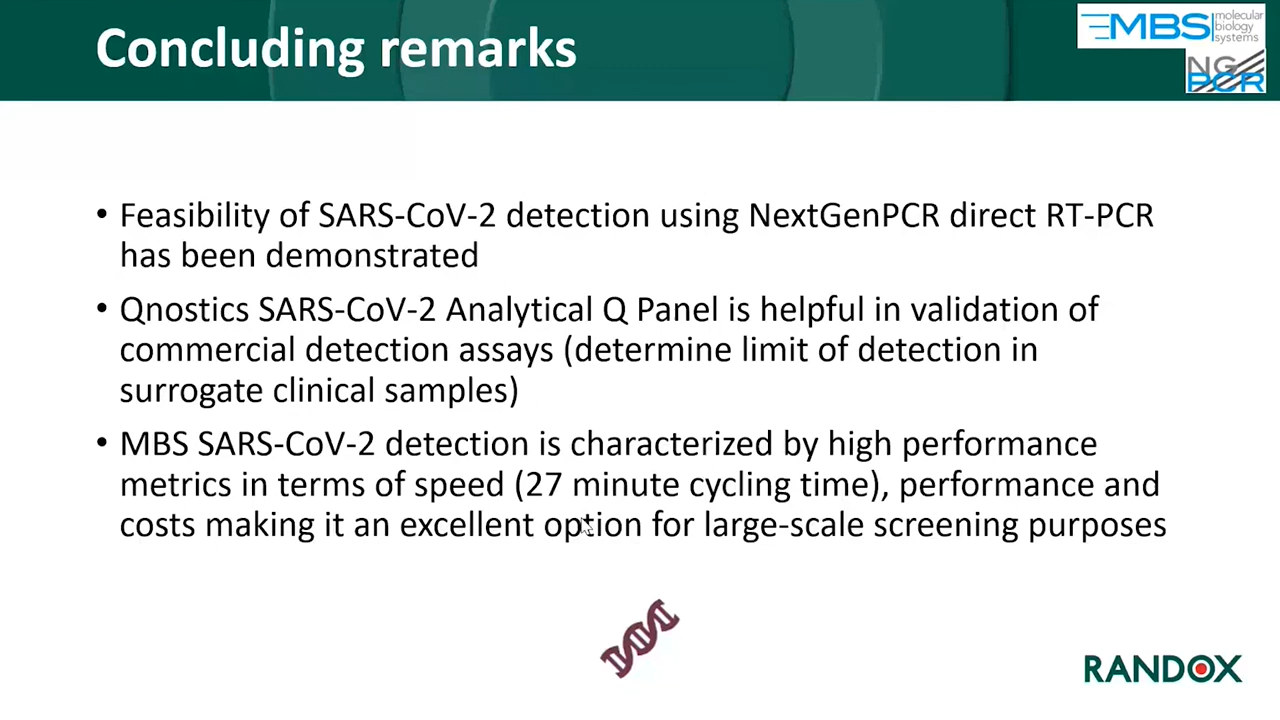 Concluding remarks
MBS molecular
biology
systems
NG
PCR
• Feasibility of SARS-CoV-2 detection using NextGenPCR direct RT-PCR
has been demonstrated
• Qnostics SARS-CoV-2 Analytical Q Panel is helpful in validation of
commercial detection assays (determine limit of detection in
surrogate clinical samples)
• MBS SARS-CoV-2 detection is characterized by high performance
metrics in terms of speed (27 minute cycling time), performance and
costs making it an excellent option for large-scale screening purposes
RANDOX